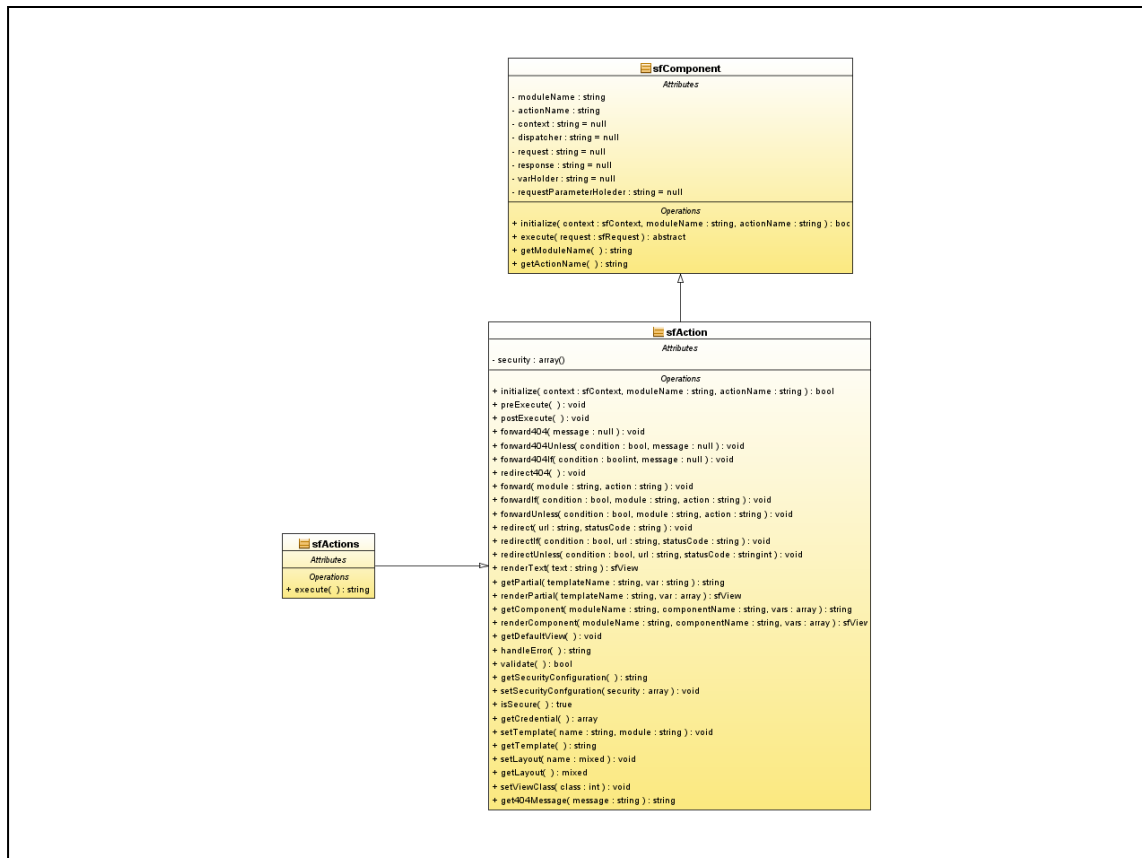 sfComponent
Attributes
- moduleName : string
- actionName : string
- context : string = null
- dispatcher : string = null
- request : string = null
- response : string = null
- varHolder : string = null
- requestParameterHoleder : string = null
Operations
+ initialize( context : sfContext, moduleName : string, actionName : string ) : boc
+ execute( request : sfRequest ) : abstract
+ getModuleName( ) : string
+ getActionName( ) : string
sfAction
Attributes
- security : array()
Operations
+ initialize( context : sfContext, moduleName : string, actionName : string ) : bool
+ preExecute( ) : void
+ postExecute( ) : void
+ forward404( message : null ) : void
+ forward404Unless( condition : bool, message : null ) : void
+ forward404If( condition : boolint, message : null ) : void
+ redirect404( ) : void
+ forward( module : string, action : string ) : void
+ forwardIf( condition : bool, module : string, action : string ) : void
+ forwardUnless( condition : bool, module : string, action : string ) : void
+ redirect( url : string, statusCode : string ) : void
+ redirectIf( condition : bool, url : string, statusCode : string ) : void
+ redirectUnless( condition : bool, url : string, statusCode : stringint ) : void
+ renderText( text : string ) : sfView
+ getPartial( templateName : string, var : string ) : string
+ renderPartial( templateName : string, var : array ) : sfView
+ getComponent( moduleName : string, componentName : string, vars : array ) : string
+ renderComponent( moduleName : string, componentName : string, vars : array ) : sfView
+ getDefaultView( ) : void
+ handleError( ) : string
+ validate( ) : bool
+ getSecurityConfiguration( ) : string
+ setSecurityConfguration( security : array ) : void
+ isSecure( ) : true
+ getCredential( ) : array
+ setTemplate( name : string, module : string ) : void
+ getTemplate( ) : string
+ setLayout( name : mixed ) : void
+ getLayout( ) : mixed
+ setViewClass( class : int ) : void
+ get404Message( message : string ) : string
sfActions
Attributes
Operations
+ execute( ) : string